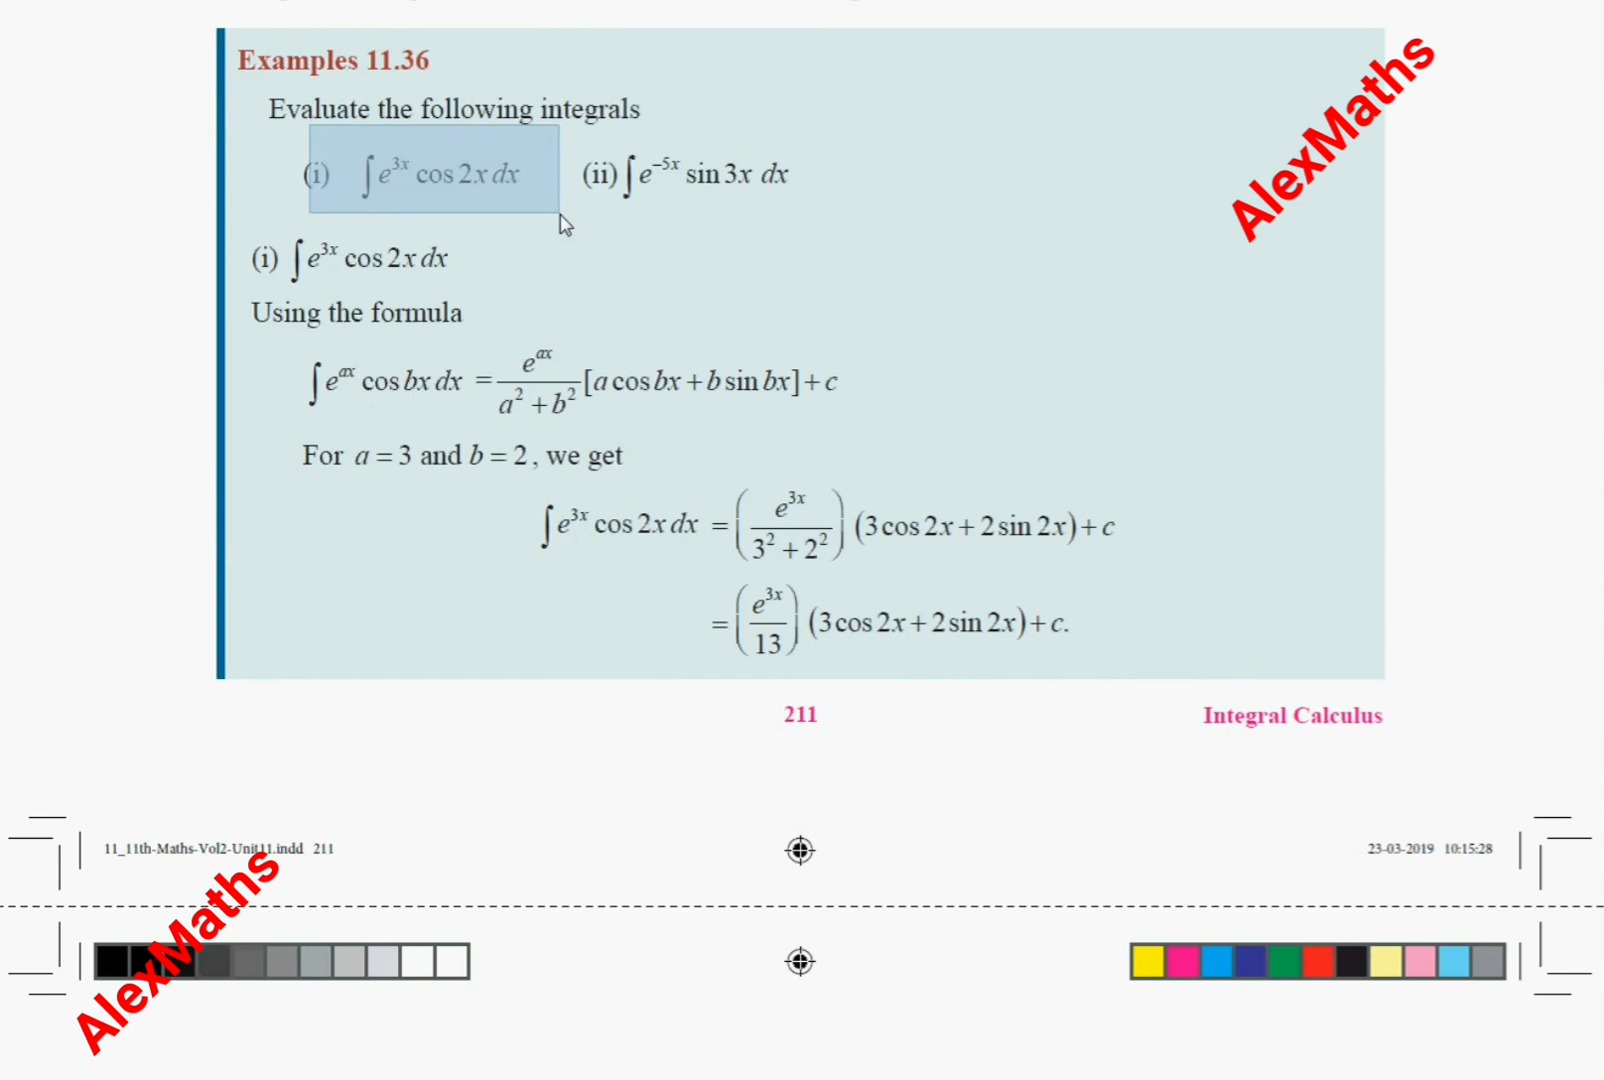 Examples 11.36
Evaluate the following integrals
(i) ∫e^{3x} cos 2x dx (ii) ∫e^{−5x} sin 3x dx
(i) ∫e^{3x} cos 2x dx
Using the formula
∫e^{ax} cos bx dx = \frac{e^{ax}}{a^2 + b^2} [a cos bx + b sin bx] + c
For a = 3 and b = 2, we get
∫e^{3x} cos 2x dx = (\frac{e^{3x}}{3^2 + 2^2}) (3 cos 2x + 2 sin 2x) + c
= (\frac{e^{3x}}{13}) (3 cos 2x + 2 sin 2x) + c.
211 Integral Calculus
11_11th-Maths-Vol2-Unit11.indd 211 23-03-2019 10:15:28
AlexMaths
AlexMaths